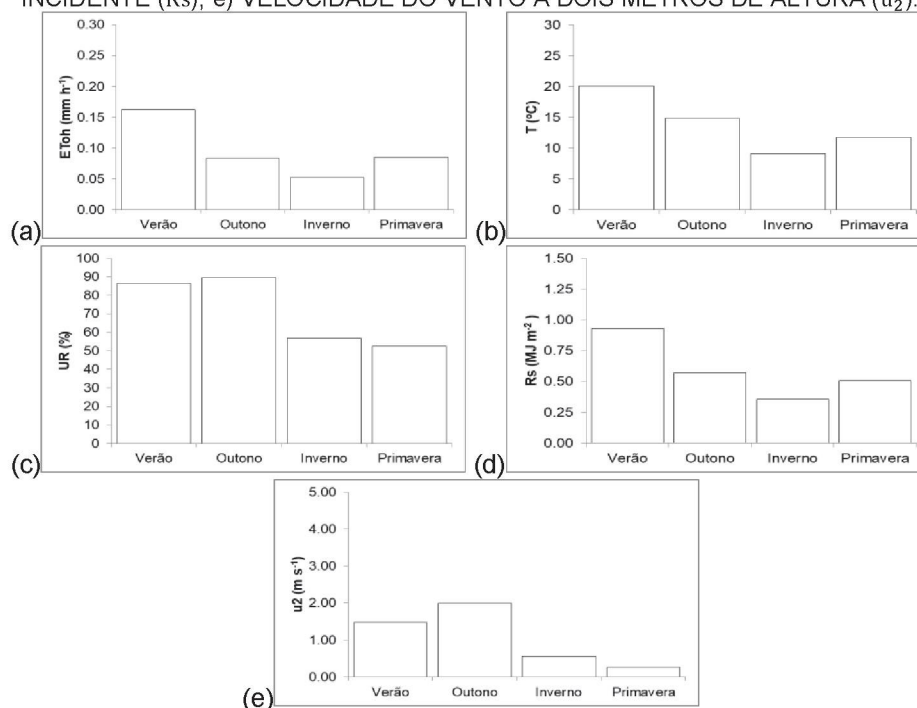 INCIDENTE (Rs); e) VELOCIDADE DO VENTO A DOIS METROS DE ALTURA (u₂).
0.30
0.25
0.20
0.15
0.10
0.05
0.00
EToh (mm h⁻¹)
Verão Outono Inverno Primavera
(a)
30
25
20
15
10
5
0
T (ºC)
Verão Outono Inverno Primavera
(b)
100
90
80
70
60
50
40
30
20
10
0
UR (%)
Verão Outono Inverno Primavera
(c)
1.50
1.25
1.00
0.75
0.50
0.25
0.00
Rs (MJ m⁻²)
Verão Outono Inverno Primavera
(d)
5.00
4.00
3.00
2.00
1.00
0.00
u2 (m s⁻¹)
Verão Outono Inverno Primavera
(e)